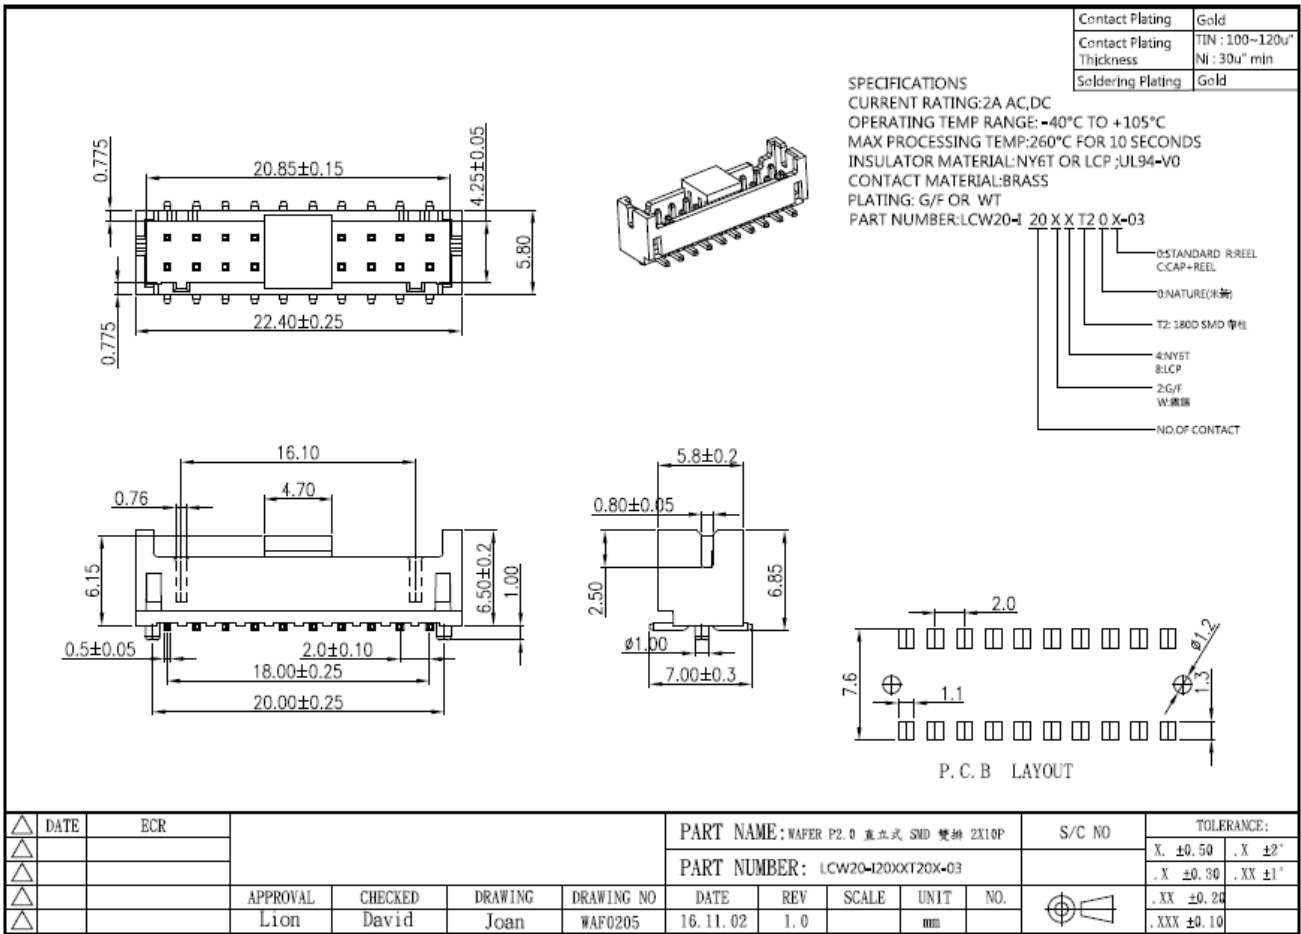 Contact Plating Gold
Contact Plating Thickness TIN : 100~120u" Ni : 30u" min
Soldering Plating Gold
SPECIFICATIONS
CURRENT RATING:2A AC,DC
OPERATING TEMP RANGE: -40°C TO +105°C
MAX PROCESSING TEMP:260°C FOR 10 SECONDS
INSULATOR MATERIAL:NY6T OR LCP ;UL94-V0
CONTACT MATERIAL:BRASS
PLATING: G/F OR WT
PART NUMBER:LCW20-I 20 X X T2 0 X-03
0:STANDARD R:REEL
C:CAP+REEL
0:NATURE(米黃)
T2: 180D SMD 帶柱
4:NY6T
8:LCP
2:G/F
W:霧錫
NO.OF CONTACT
0.775
20.85±0.15
4.25±0.05
5.80
22.40±0.25
0.775
16.10
4.70
0.76
6.15
6.50±0.2
1.00
0.5±0.05
2.0±0.10
18.00±0.25
20.00±0.25
5.8±0.2
0.80±0.05
2.50
6.85
ø1.00
7.00±0.3
2.0
ø1.2
7.6
1.1
1.3
P.C.B LAYOUT
DATE ECR
PART NAME: WAFER P2.0 直立式 SMD 雙排 2X10P
S/C NO
TOLERANCE:
X. ±0.50 .X ±2°
PART NUMBER: LCW20-I20XXT20X-03
.X ±0.30 .XX ±1°
APPROVAL CHECKED DRAWING DRAWING NO DATE REV SCALE UNIT NO.
.XX ±0.20
Lion David Joan WAF0205 16.11.02 1.0 mm
.XXX ±0.10